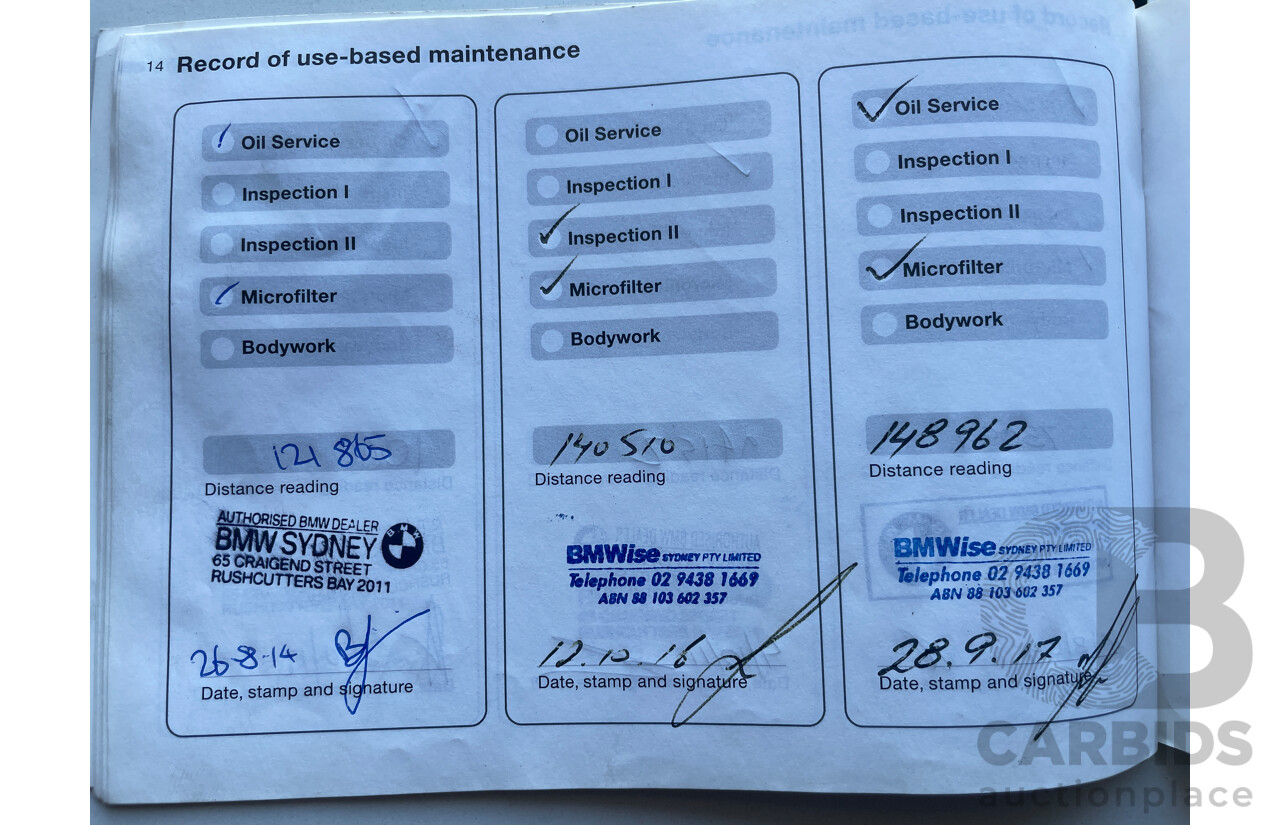 14 Record of use-based maintenance
Oil Service
Inspection I
Inspection II
Microfilter
Bodywork
121 865
Distance reading
AUTHORISED BMW DEALER
BMW SYDNEY
65 CRAIGEND STREET
RUSHCUTTERS BAY 2011
26-8-14
Date, stamp and signature
Oil Service
Inspection I
Inspection II
Microfilter
Bodywork
140 510
Distance reading
BMWise SYDNEY PTY LIMITED
Telephone 02 9438 1669
ABN 88 103 602 357
12.10.16
Date, stamp and signature
Oil Service
Inspection I
Inspection II
Microfilter
Bodywork
148 962
Distance reading
BMWise SYDNEY PTY LIMITED
Telephone 02 9438 1669
ABN 88 103 602 357
28.9.17
Date, stamp and signature
B
CARBIDS
auctionplace